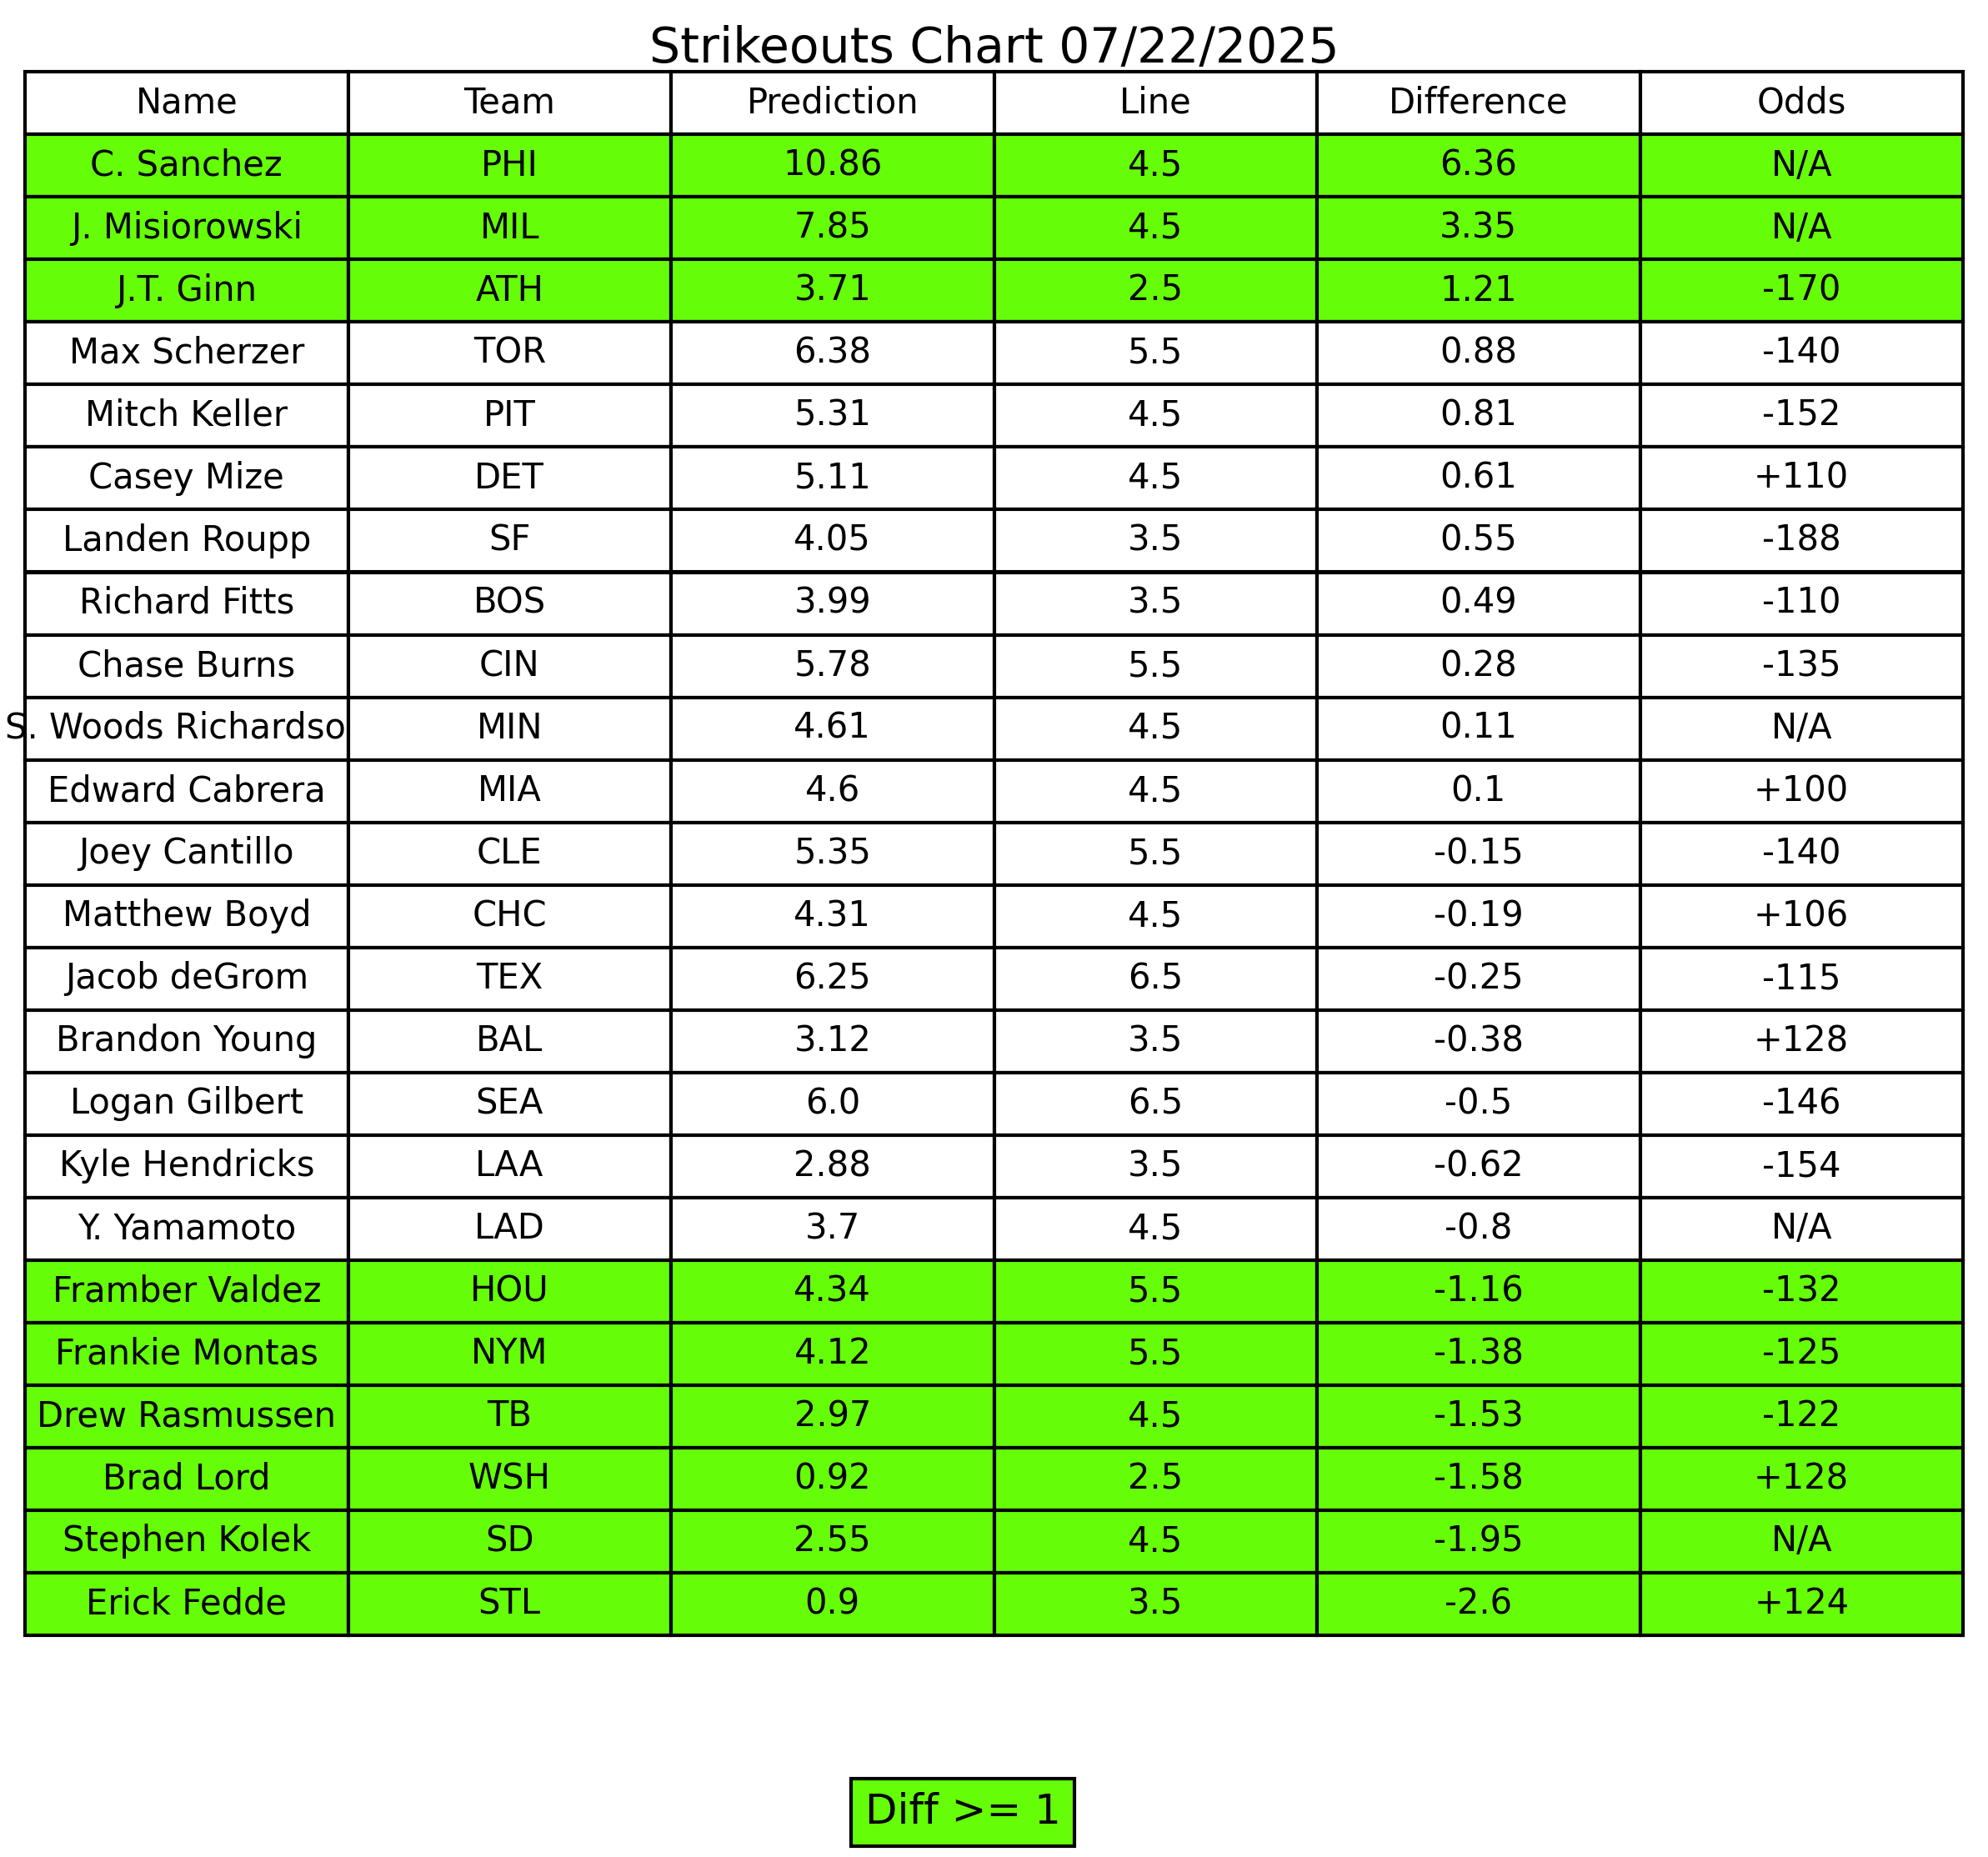 Strikeouts Chart 07/22/2025
Name Team Prediction Line Difference Odds
C. Sanchez PHI 10.86 4.5 6.36 N/A
J. Misiorowski MIL 7.85 4.5 3.35 N/A
J.T. Ginn ATH 3.71 2.5 1.21 -170
Max Scherzer TOR 6.38 5.5 0.88 -140
Mitch Keller PIT 5.31 4.5 0.81 -152
Casey Mize DET 5.11 4.5 0.61 +110
Landen Roupp SF 4.05 3.5 0.55 -188
Richard Fitts BOS 3.99 3.5 0.49 -110
Chase Burns CIN 5.78 5.5 0.28 -135
S. Woods Richardso MIN 4.61 4.5 0.11 N/A
Edward Cabrera MIA 4.6 4.5 0.1 +100
Joey Cantillo CLE 5.35 5.5 -0.15 -140
Matthew Boyd CHC 4.31 4.5 -0.19 +106
Jacob deGrom TEX 6.25 6.5 -0.25 -115
Brandon Young BAL 3.12 3.5 -0.38 +128
Logan Gilbert SEA 6.0 6.5 -0.5 -146
Kyle Hendricks LAA 2.88 3.5 -0.62 -154
Y. Yamamoto LAD 3.7 4.5 -0.8 N/A
Framber Valdez HOU 4.34 5.5 -1.16 -132
Frankie Montas NYM 4.12 5.5 -1.38 -125
Drew Rasmussen TB 2.97 4.5 -1.53 -122
Brad Lord WSH 0.92 2.5 -1.58 +128
Stephen Kolek SD 2.55 4.5 -1.95 N/A
Erick Fedde STL 0.9 3.5 -2.6 +124
Diff >= 1